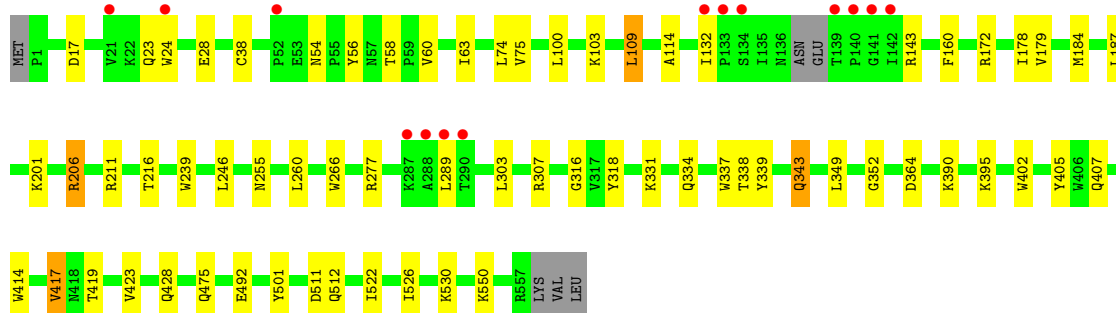 MET P1 D17 V21 K22 Q23 W24 E28 C38 P52 E53 N54 P55 Y56 N57 T58 P59 V60 I63 L74 V75 L100 K103 L109 A114 I132 P133 S134 I135 N136 ASN GLU T139 P140 G141 I142 R143 F160 R172 I178 V179 M184
K201 R206 R211 T216 W239 L246 N255 L260 W266 R277 K287 A288 L289 T290 L303 R307 G316 V317 Y318 K331 Q334 W337 T338 Y339 Q343 L349 G352 D364 K390 K395 W402 Y405 W406 Q407
W414 V417 N418 T419 V423 Q428 Q475 E492 Y501 D511 Q512 I522 I526 K530 K550 R557 LYS VAL LEU